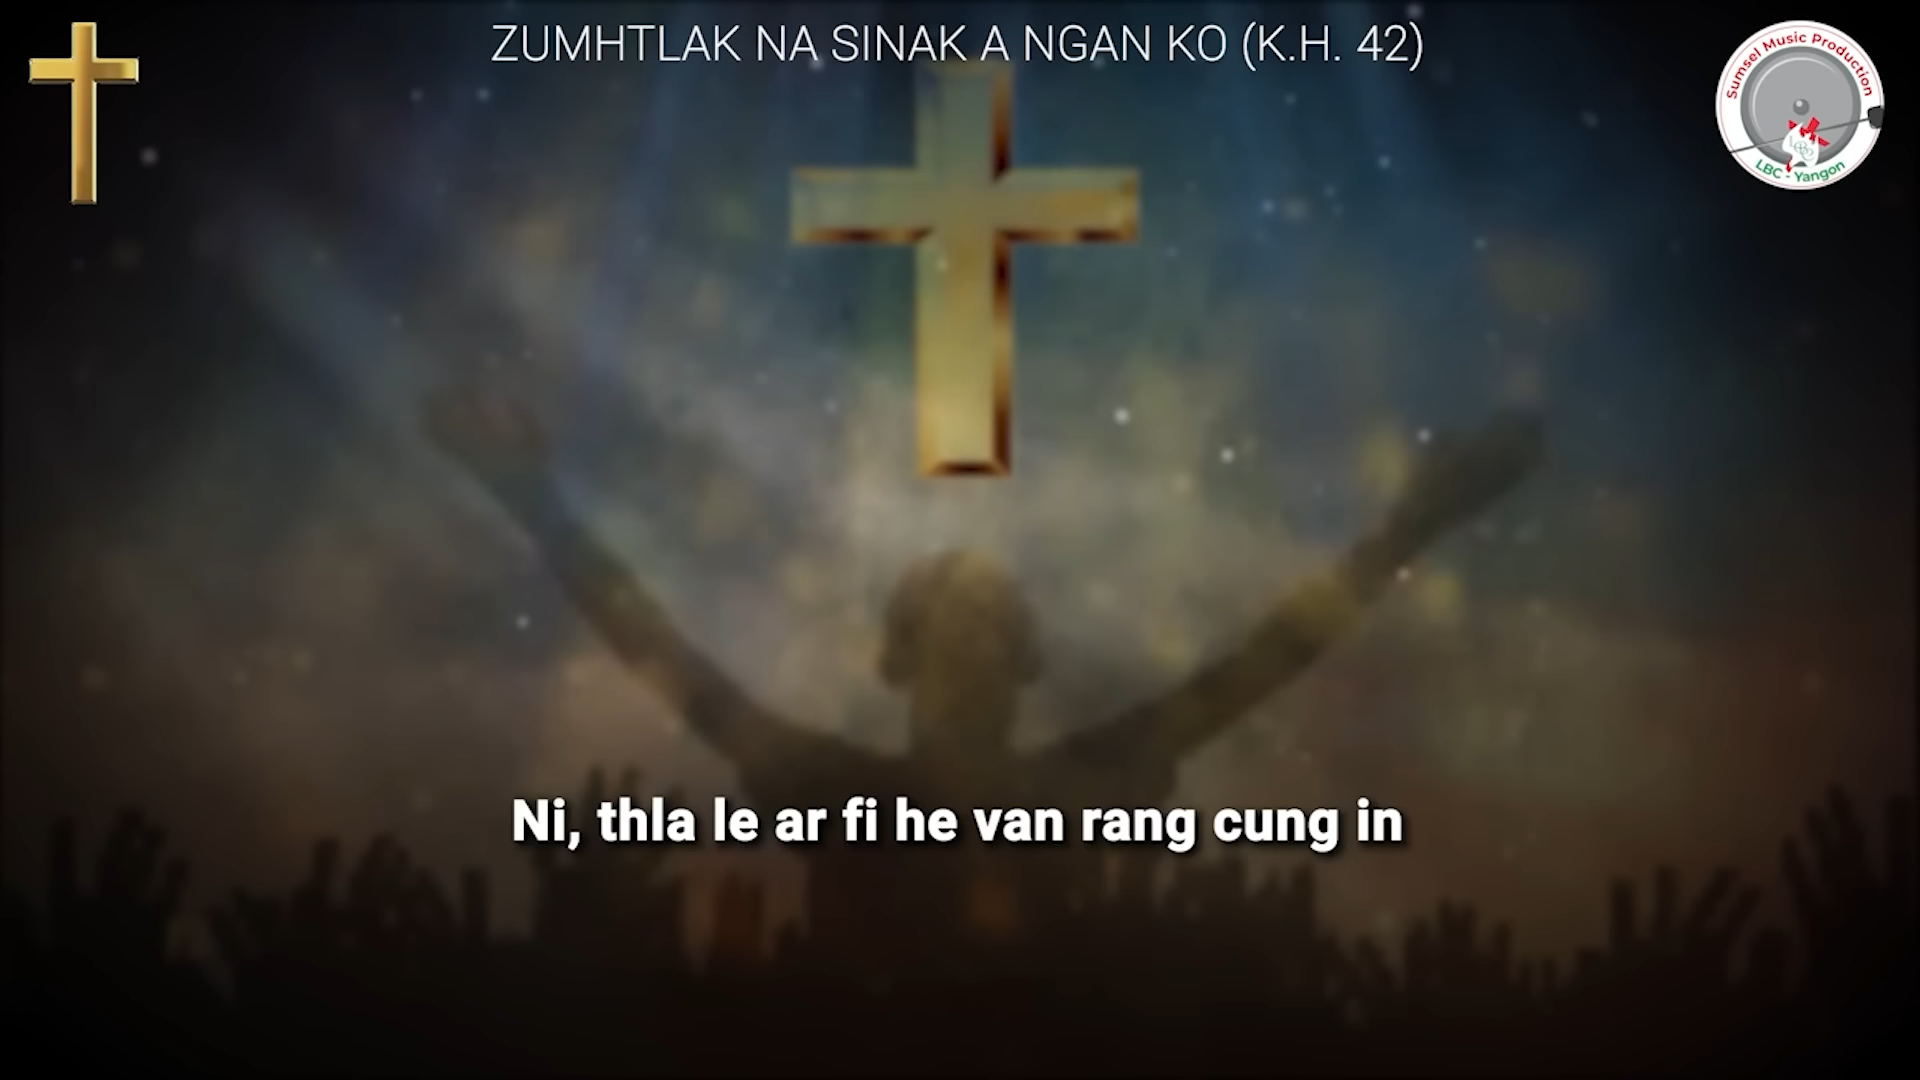 ZUMHTLAK NA SINAK A NGAN KO (K.H. 42)
Sumsel Music Production
LBC - Yangon
Ni, thla le ar fi he van rang cung in